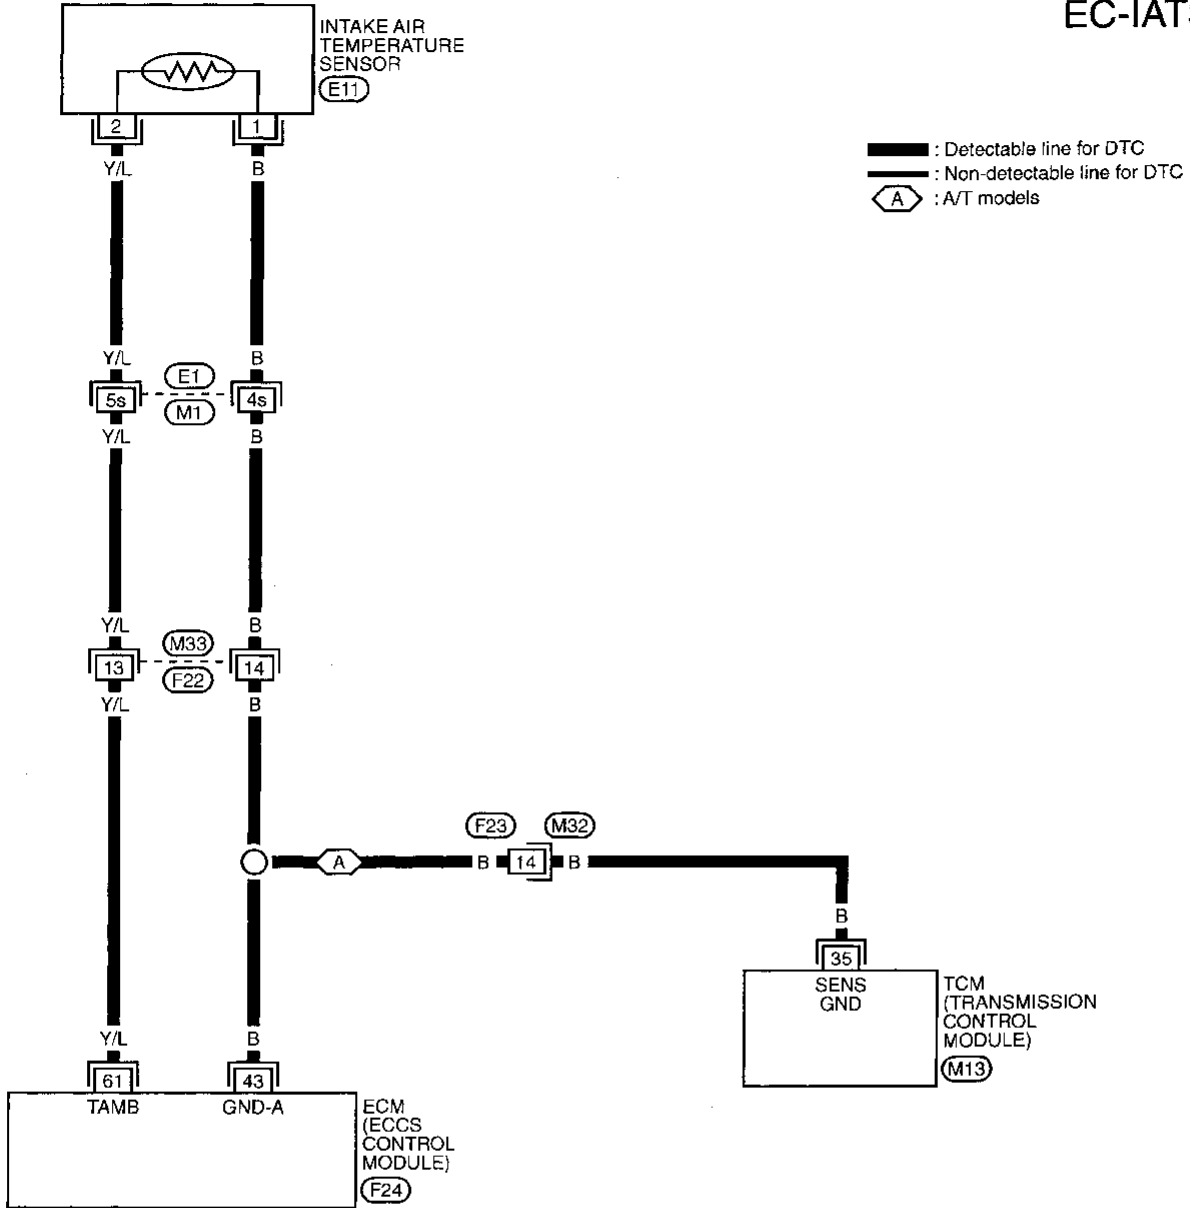 EC-IAT
INTAKE AIR
TEMPERATURE
SENSOR
E11
2
1
Y/L
B
: Detectable line for DTC
: Non-detectable line for DTC
A : A/T models
Y/L
B
E1
5s
4s
M1
Y/L
B
Y/L
B
M33
13
14
F22
Y/L
B
F23
M32
A
B
14
B
B
35
SENS
GND
TCM
(TRANSMISSION
CONTROL
MODULE)
M13
Y/L
B
61
43
TAMB
GND-A
ECM
(ECCS
CONTROL
MODULE)
F24